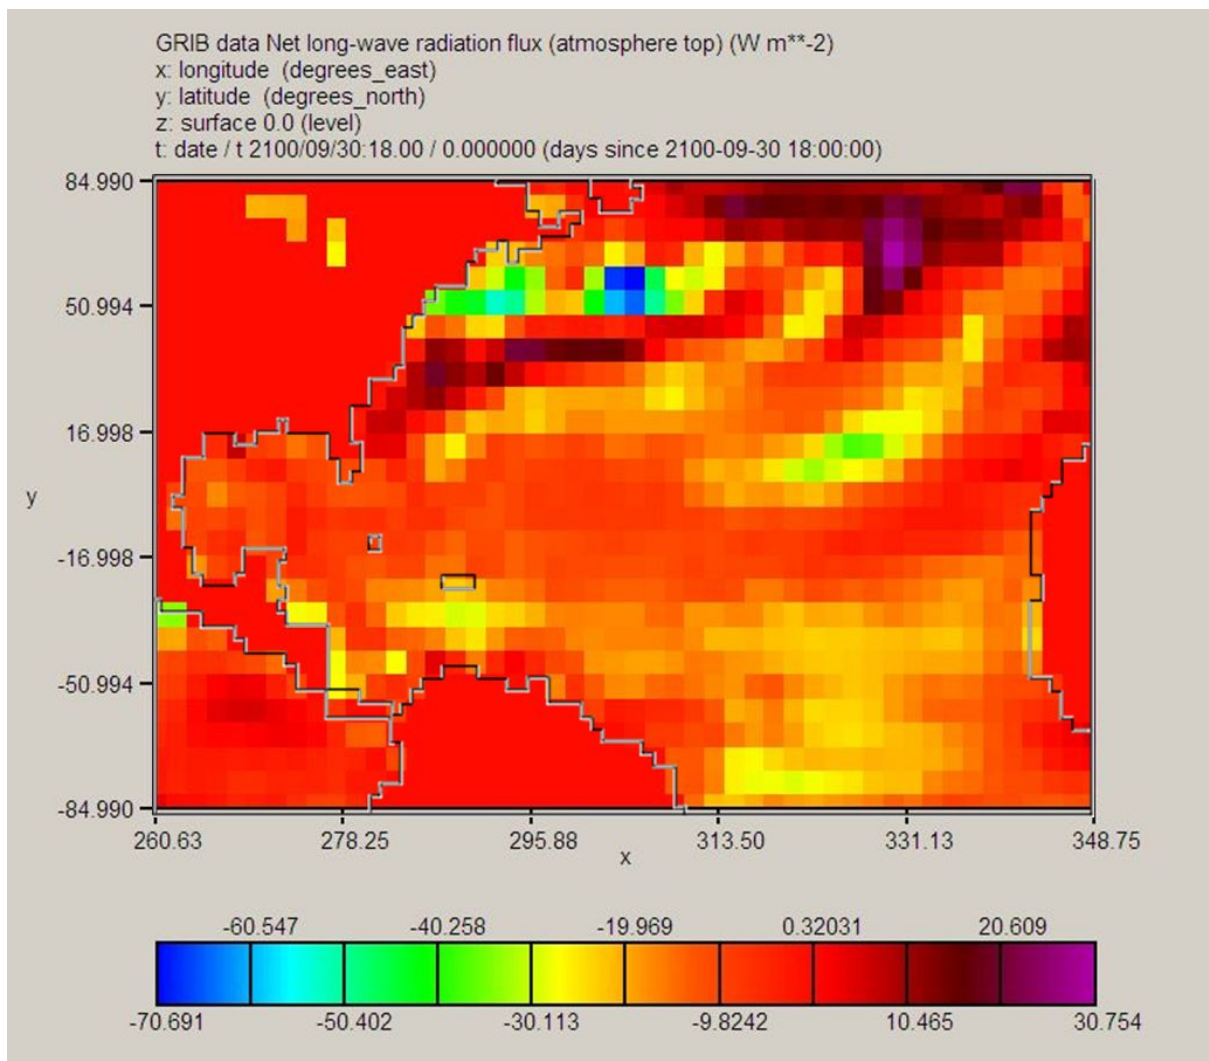 GRIB data Net long-wave radiation flux (atmosphere top) (W m**-2)
x: longitude  (degrees_east)
y: latitude  (degrees_north)
z: surface 0.0 (level)
t: date / t 2100/09/30:18.00 / 0.000000 (days since 2100-09-30 18:00:00)
84.990
50.994
16.998
y
-16.998
-50.994
-84.990
260.63 278.25 295.88 313.50 331.13 348.75
x
-60.547 -40.258 -19.969 0.32031 20.609
-70.691 -50.402 -30.113 -9.8242 10.465 30.754